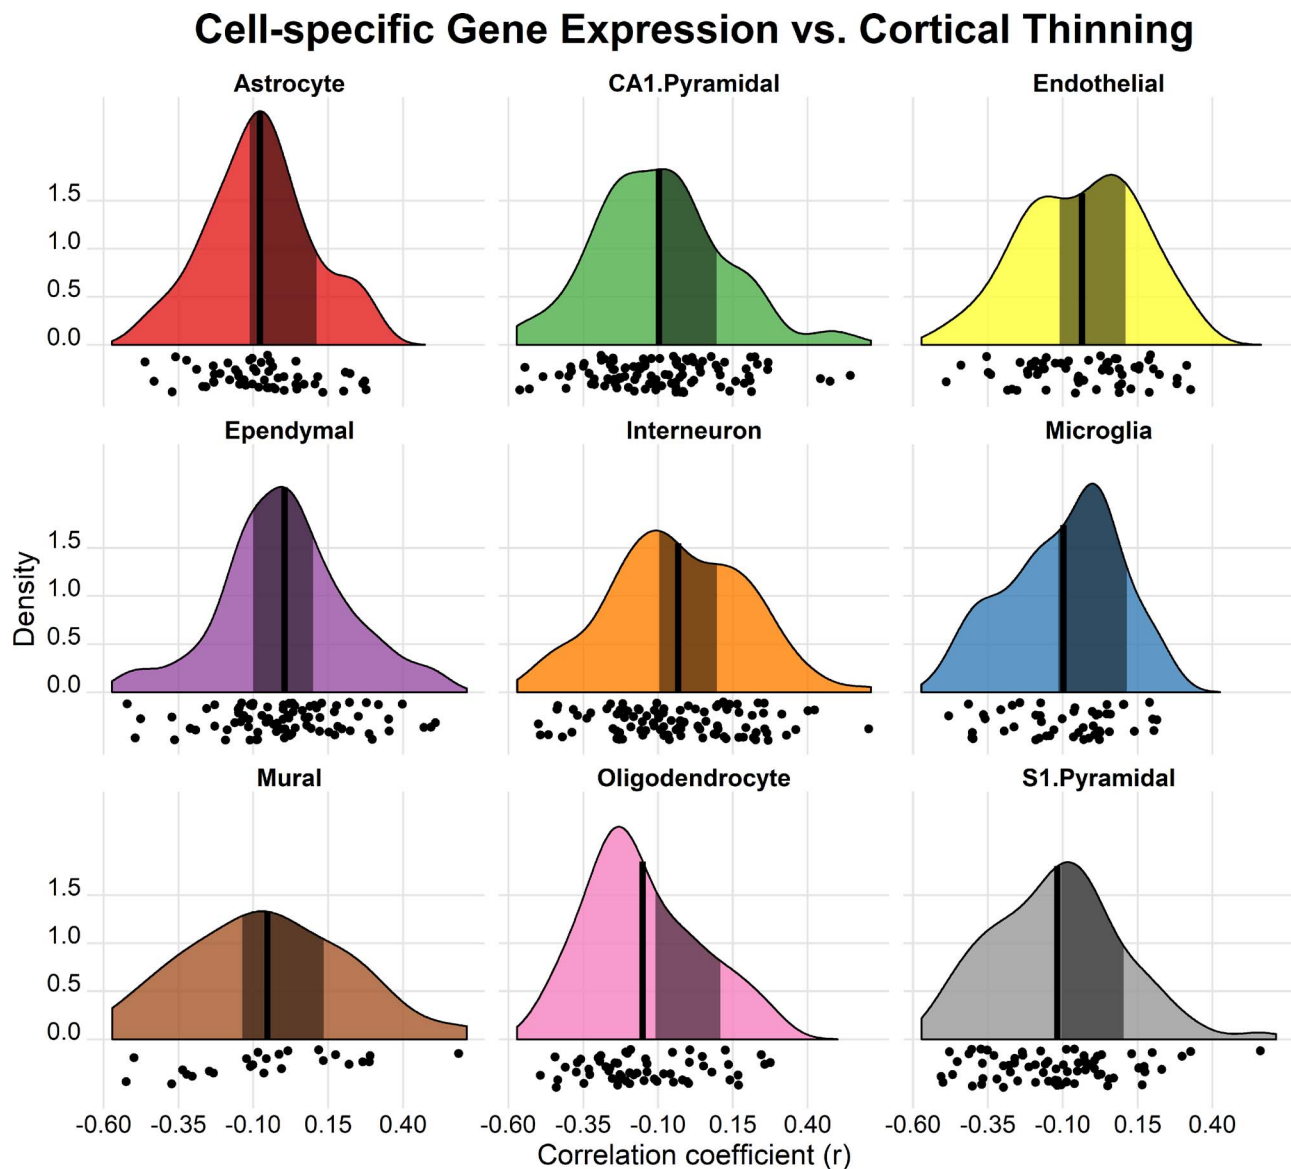 Cell-specific Gene Expression vs. Cortical Thinning
Astrocyte CA1.Pyramidal Endothelial
1.5
1.0
0.5
0.0
Ependymal Interneuron Microglia
Density
1.5
1.0
0.5
0.0
Mural Oligodendrocyte S1.Pyramidal
1.5
1.0
0.5
0.0
-0.60 -0.35 -0.10 0.15 0.40 -0.60 -0.35 -0.10 0.15 0.40 -0.60 -0.35 -0.10 0.15 0.40
Correlation coefficient (r)